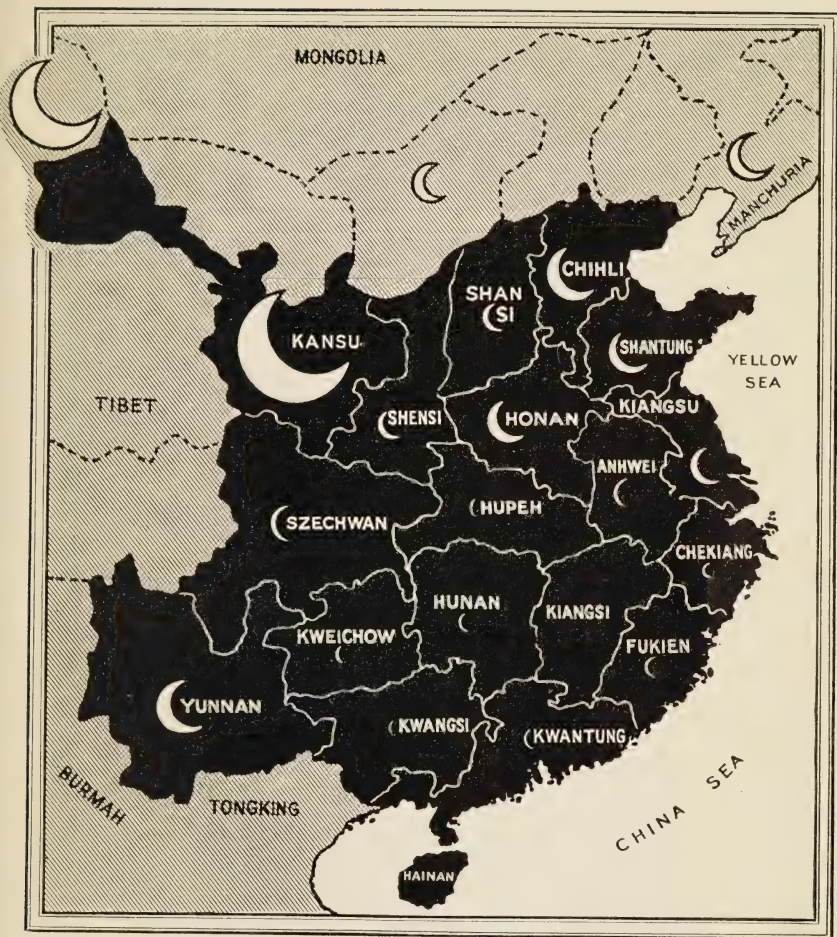 MONGOLIA
MANCHURIA
CHIHLI
SHAN
SI
KANSU
SHANTUNG
YELLOW
SEA
TIBET
SHENSI
HONAN
KIANGSU
ANHWEI
SZECHWAN
HUPEH
CHEKIANG
HUNAN
KIANGSI
KWEICHOW
FUKIEN
YUNNAN
KWANGSI
KWANTUNG
BURMAH
TONGKING
CHINA SEA
HAINAN